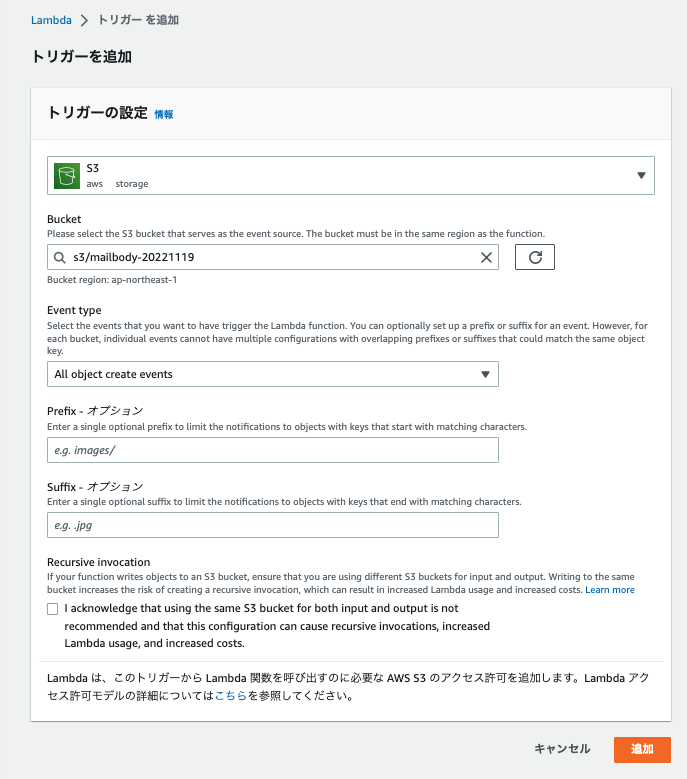 Lambda > トリガー を追加
トリガーを追加
トリガーの設定 情報
S3
aws storage
Bucket
Please select the S3 bucket that serves as the event source. The bucket must be in the same region as the function.
s3/mailbody-20221119
Bucket region: ap-northeast-1
Event type
Select the events that you want to have trigger the Lambda function. You can optionally set up a prefix or suffix for an event. However, for
each bucket, individual events cannot have multiple configurations with overlapping prefixes or suffixes that could match the same object
key.
All object create events
Prefix - オプション
Enter a single optional prefix to limit the notifications to objects with keys that start with matching characters.
e.g. images/
Suffix - オプション
Enter a single optional suffix to limit the notifications to objects with keys that end with matching characters.
e.g. .jpg
Recursive invocation
If your function writes objects to an S3 bucket, ensure that you are using different S3 buckets for input and output. Writing to the same
bucket increases the risk of creating a recursive invocation, which can result in increased Lambda usage and increased costs. Learn more
I acknowledge that using the same S3 bucket for both input and output is not
recommended and that this configuration can cause recursive invocations, increased
Lambda usage, and increased costs.
Lambda は、このトリガーから Lambda 関数を呼び出すのに必要な AWS S3 のアクセス許可を追加します。Lambda アク
セス許可モデルの詳細についてはこちらを参照してください。
キャンセル 追加